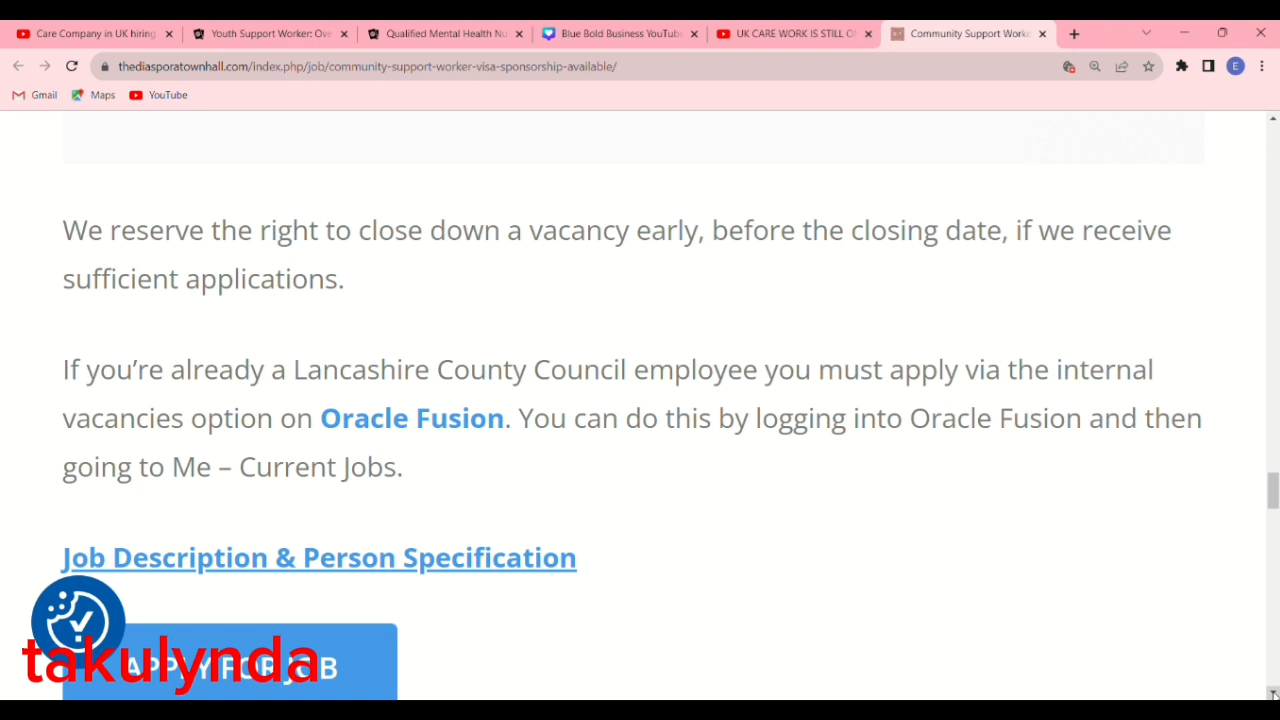 Care Company in UK hiring
Youth Support Worker: Ove
Qualified Mental Health Nu
Blue Bold Business YouTube
UK CARE WORK IS STILL O
Community Support Worke
thediasporatownhall.com/index.php/job/community-support-worker-visa-sponsorship-available/
E
Gmail
Maps
YouTube
We reserve the right to close down a vacancy early, before the closing date, if we receive
sufficient applications.
If you’re already a Lancashire County Council employee you must apply via the internal
vacancies option on Oracle Fusion. You can do this by logging into Oracle Fusion and then
going to Me – Current Jobs.
Job Description & Person Specification
APPLY FOR JOB
takulynda